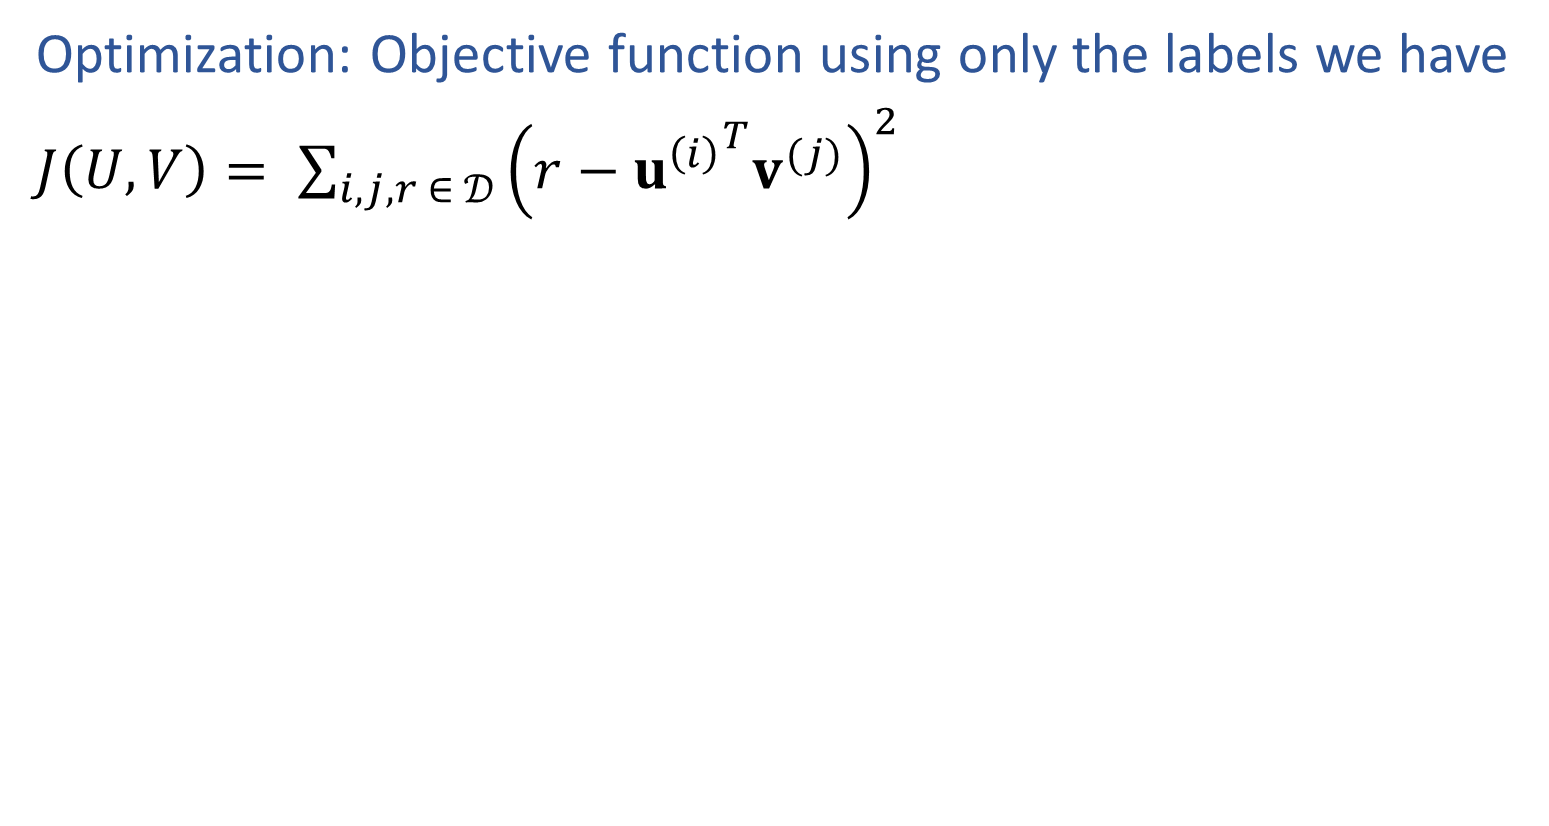 Optimization: Objective function using only the labels we have
J(U, V) = ∑_{i,j,r ∈ 𝒟} (r − 𝐮^{(i)^T} 𝐯^{(j)})^2